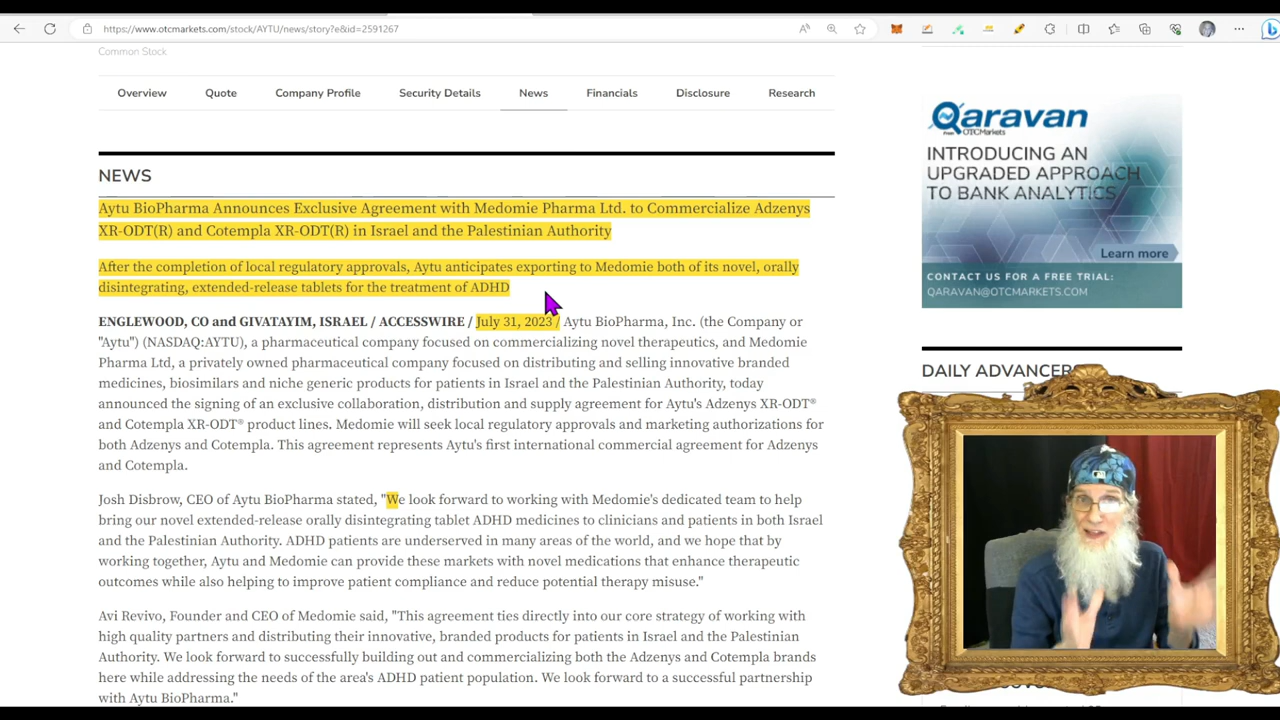 https://www.otcmarkets.com/stock/AYTU/news/story?e&id=2591267
Common Stock
Overview Quote Company Profile Security Details News Financials Disclosure Research
NEWS
Aytu BioPharma Announces Exclusive Agreement with Medomie Pharma Ltd. to Commercialize Adzenys
XR-ODT(R) and Cotempla XR-ODT(R) in Israel and the Palestinian Authority
After the completion of local regulatory approvals, Aytu anticipates exporting to Medomie both of its novel, orally
disintegrating, extended-release tablets for the treatment of ADHD
ENGLEWOOD, CO and GIVATAYIM, ISRAEL / ACCESSWIRE / July 31, 2023 / Aytu BioPharma, Inc. (the Company or
"Aytu") (NASDAQ:AYTU), a pharmaceutical company focused on commercializing novel therapeutics, and Medomie
Pharma Ltd, a privately owned pharmaceutical company focused on distributing and selling innovative branded
medicines, biosimilars and niche generic products for patients in Israel and the Palestinian Authority, today
announced the signing of an exclusive collaboration, distribution and supply agreement for Aytu's Adzenys XR-ODT®
and Cotempla XR-ODT® product lines. Medomie will seek local regulatory approvals and marketing authorizations for
both Adzenys and Cotempla. This agreement represents Aytu's first international commercial agreement for Adzenys
and Cotempla.
Josh Disbrow, CEO of Aytu BioPharma stated, "We look forward to working with Medomie's dedicated team to help
bring our novel extended-release orally disintegrating tablet ADHD medicines to clinicians and patients in both Israel
and the Palestinian Authority. ADHD patients are underserved in many areas of the world, and we hope that by
working together, Aytu and Medomie can provide these markets with novel medications that enhance therapeutic
outcomes while also helping to improve patient compliance and reduce potential therapy misuse."
Avi Revivo, Founder and CEO of Medomie said, "This agreement ties directly into our core strategy of working with
high quality partners and distributing their innovative, branded products for patients in Israel and the Palestinian
Authority. We look forward to successfully building out and commercializing both the Adzenys and Cotempla brands
here while addressing the needs of the area's ADHD patient population. We look forward to a successful partnership
with Aytu BioPharma."
Qaravan
From OTCMarkets
INTRODUCING AN
UPGRADED APPROACH
TO BANK ANALYTICS
Learn more
CONTACT US FOR A FREE TRIAL:
QARAVAN@OTCMARKETS.COM
DAILY ADVANCERS